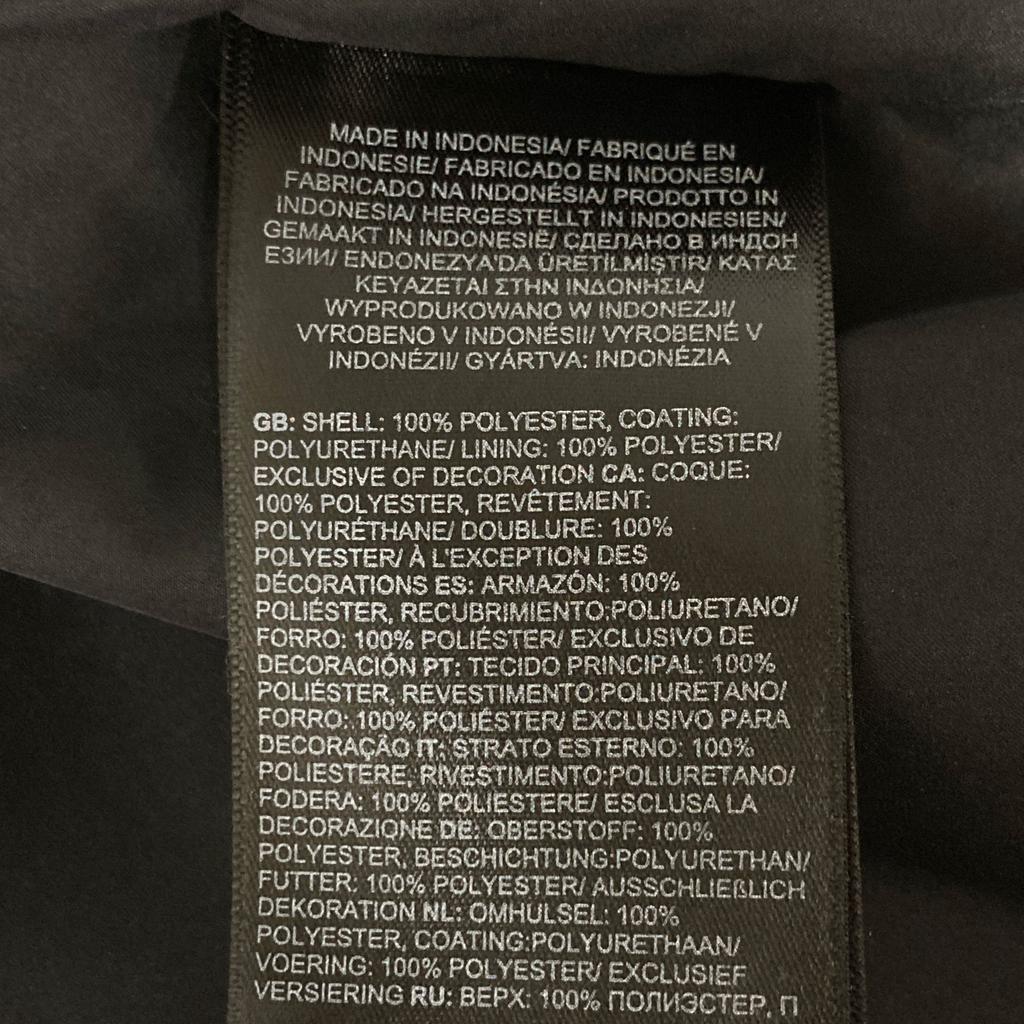 MADE IN INDONESIA/ FABRIQUÉ EN
INDONESIE/ FABRICADO EN INDONESIA/
FABRICADO NA INDONÉSIA/ PRODOTTO IN
INDONESIA/ HERGESTELLT IN INDONESIEN/
GEMAAKT IN INDONESIË/ СДЕЛАНО В ИНДОН
ЕЗИИ/ ENDONEZYA'DA ÜRETİLMİŞTİR/ ΚΑΤΑΣ
ΚΕΥΑΖΕΤΑΙ ΣΤΗΝ ΙΝΔΟΝΗΣΙΑ/
WYPRODUKOWANO W INDONEZJI/
VYROBENO V INDONÉSII/ VYROBENÉ V
INDONÉZII/ GYÁRTVA: INDONÉZIA
GB: SHELL: 100% POLYESTER, COATING:
POLYURETHANE/ LINING: 100% POLYESTER/
EXCLUSIVE OF DECORATION CA: COQUE:
100% POLYESTER, REVÊTEMENT:
POLYURÉTHANE/ DOUBLURE: 100%
POLYESTER/ À L'EXCEPTION DES
DÉCORATIONS ES: ARMAZÓN: 100%
POLIÉSTER, RECUBRIMIENTO:POLIURETANO/
FORRO: 100% POLIÉSTER/ EXCLUSIVO DE
DECORACIÓN PT: TECIDO PRINCIPAL: 100%
POLIÉSTER, REVESTIMENTO:POLIURETANO/
FORRO: 100% POLIÉSTER/ EXCLUSIVO PARA
DECORAÇÃO IT: STRATO ESTERNO: 100%
POLIESTERE, RIVESTIMENTO:POLIURETANO/
FODERA: 100% POLIESTERE/ ESCLUSA LA
DECORAZIONE DE: OBERSTOFF: 100%
POLYESTER, BESCHICHTUNG:POLYURETHAN/
FUTTER: 100% POLYESTER/ AUSSCHLIEßLICH
DEKORATION NL: OMHULSEL: 100%
POLYESTER, COATING:POLYURETHAAN/
VOERING: 100% POLYESTER/ EXCLUSIEF
VERSIERING RU: ВЕРХ: 100% ПОЛИЭСТЕР, П